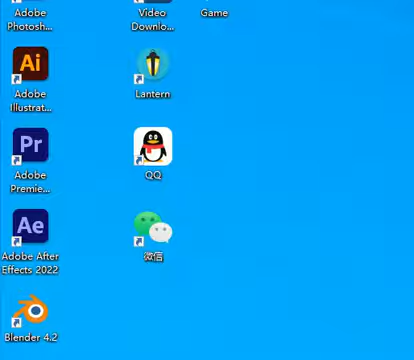 Adobe
Photosh...
Video
Downlo...
Game
Ai
Adobe
Illustrat...
Lantern
Pr
Adobe
Premie...
QQ
Ae
Adobe After
Effects 2022
微信
Blender 4.2